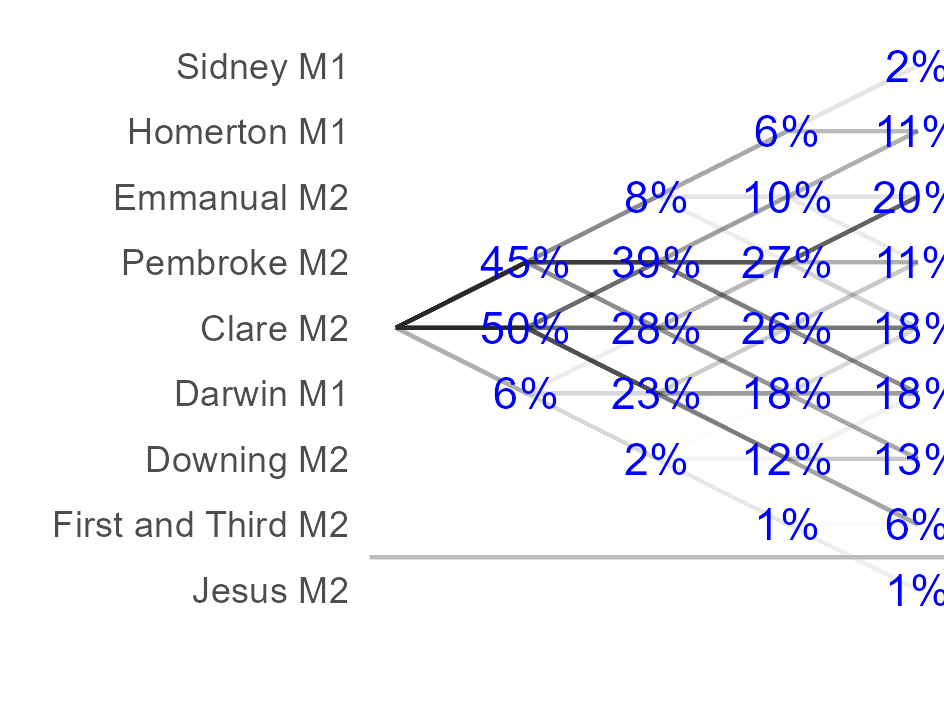 Sidney M1 2%
Homerton M1 6% 11%
Emmanual M2 8% 10% 20%
Pembroke M2 45% 39% 27% 11%
Clare M2 50% 28% 26% 18%
Darwin M1 6% 23% 18% 18%
Downing M2 2% 12% 13%
First and Third M2 1% 6%
Jesus M2 1%